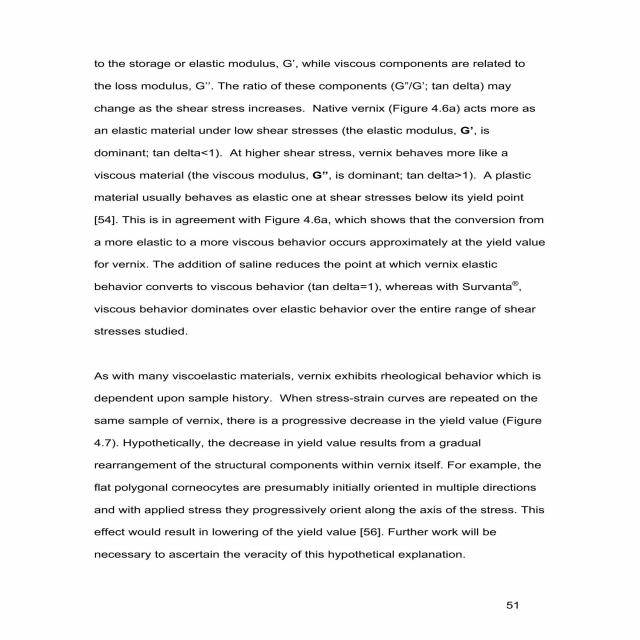 to the storage or elastic modulus, G’, while viscous components are related to
the loss modulus, G’’. The ratio of these components (G”/G’; tan delta) may
change as the shear stress increases.  Native vernix (Figure 4.6a) acts more as
an elastic material under low shear stresses (the elastic modulus, G’, is
dominant; tan delta<1).  At higher shear stress, vernix behaves more like a
viscous material (the viscous modulus, G”, is dominant; tan delta>1).  A plastic
material usually behaves as elastic one at shear stresses below its yield point
[54]. This is in agreement with Figure 4.6a, which shows that the conversion from
a more elastic to a more viscous behavior occurs approximately at the yield value
for vernix. The addition of saline reduces the point at which vernix elastic
behavior converts to viscous behavior (tan delta=1), whereas with Survanta®,
viscous behavior dominates over elastic behavior over the entire range of shear
stresses studied.
As with many viscoelastic materials, vernix exhibits rheological behavior which is
dependent upon sample history.  When stress-strain curves are repeated on the
same sample of vernix, there is a progressive decrease in the yield value (Figure
4.7). Hypothetically, the decrease in yield value results from a gradual
rearrangement of the structural components within vernix itself. For example, the
flat polygonal corneocytes are presumably initially oriented in multiple directions
and with applied stress they progressively orient along the axis of the stress. This
effect would result in lowering of the yield value [56]. Further work will be
necessary to ascertain the veracity of this hypothetical explanation.
51